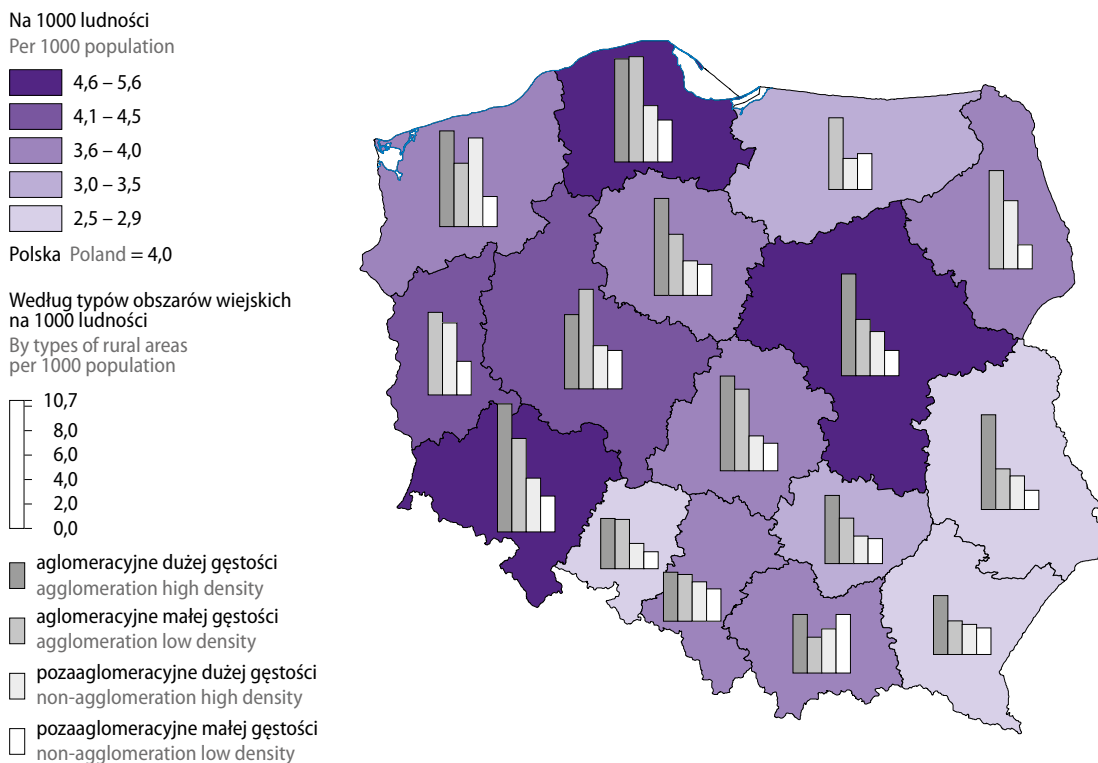 Na 1000 ludności
Per 1000 population
4,6 – 5,6
4,1 – 4,5
3,6 – 4,0
3,0 – 3,5
2,5 – 2,9
Polska Poland = 4,0
Według typów obszarów wiejskich
na 1000 ludności
By types of rural areas
per 1000 population
10,7
8,0
6,0
4,0
2,0
0,0
aglomeracyjne dużej gęstości
agglomeration high density
aglomeracyjne małej gęstości
agglomeration low density
pozaaglomeracyjne dużej gęstości
non-agglomeration high density
pozaaglomeracyjne małej gęstości
non-agglomeration low density